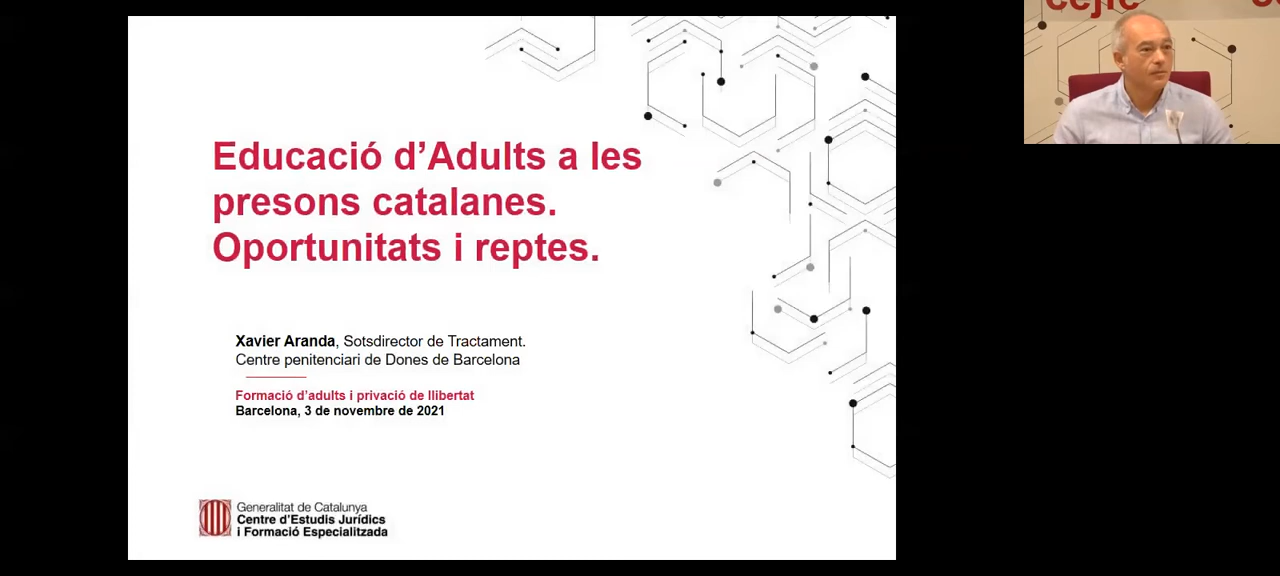 Educació d'Adults a les
presons catalanes.
Oportunitats i reptes.
Xavier Aranda, Sotsdirector de Tractament.
Centre penitenciari de Dones de Barcelona
Formació d'adults i privació de llibertat
Barcelona, 3 de novembre de 2021
Generalitat de Catalunya
Centre d'Estudis Jurídics
i Formació Especialitzada
cejfe